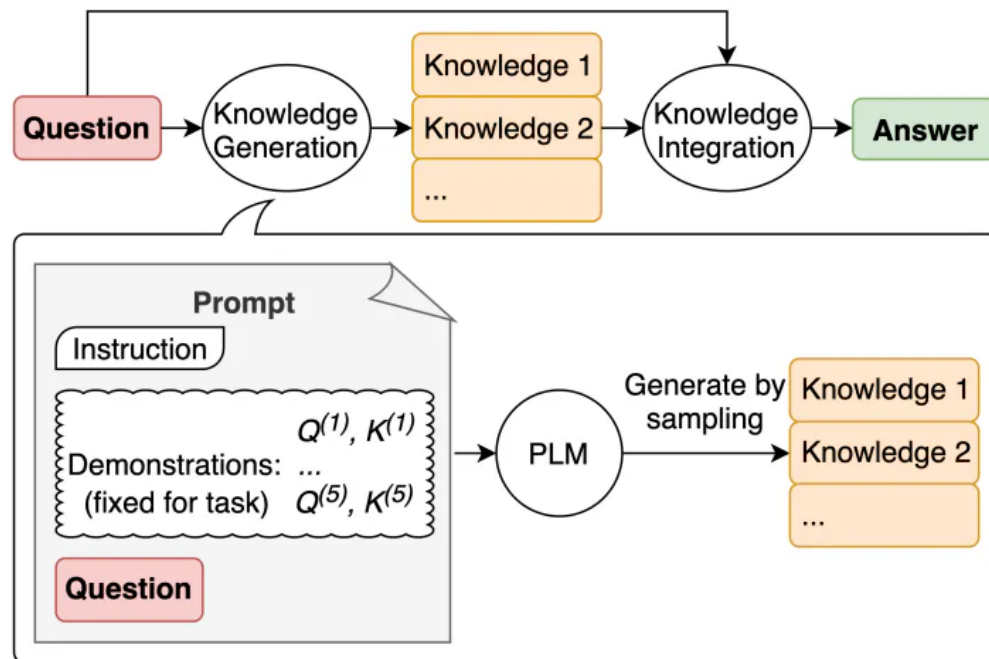 Question
Knowledge
Generation
Knowledge 1
Knowledge 2
...
Knowledge
Integration
Answer
Prompt
Instruction
Q(1), K(1)
Demonstrations: ...
(fixed for task) Q(5), K(5)
Question
PLM
Generate by
sampling
Knowledge 1
Knowledge 2
...